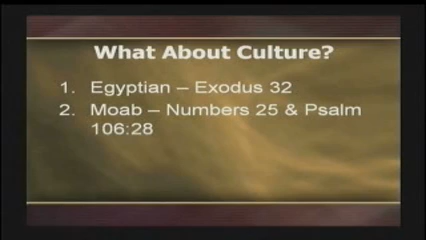 What About Culture?
1. Egyptian – Exodus 32
2. Moab – Numbers 25 & Psalm
106:28